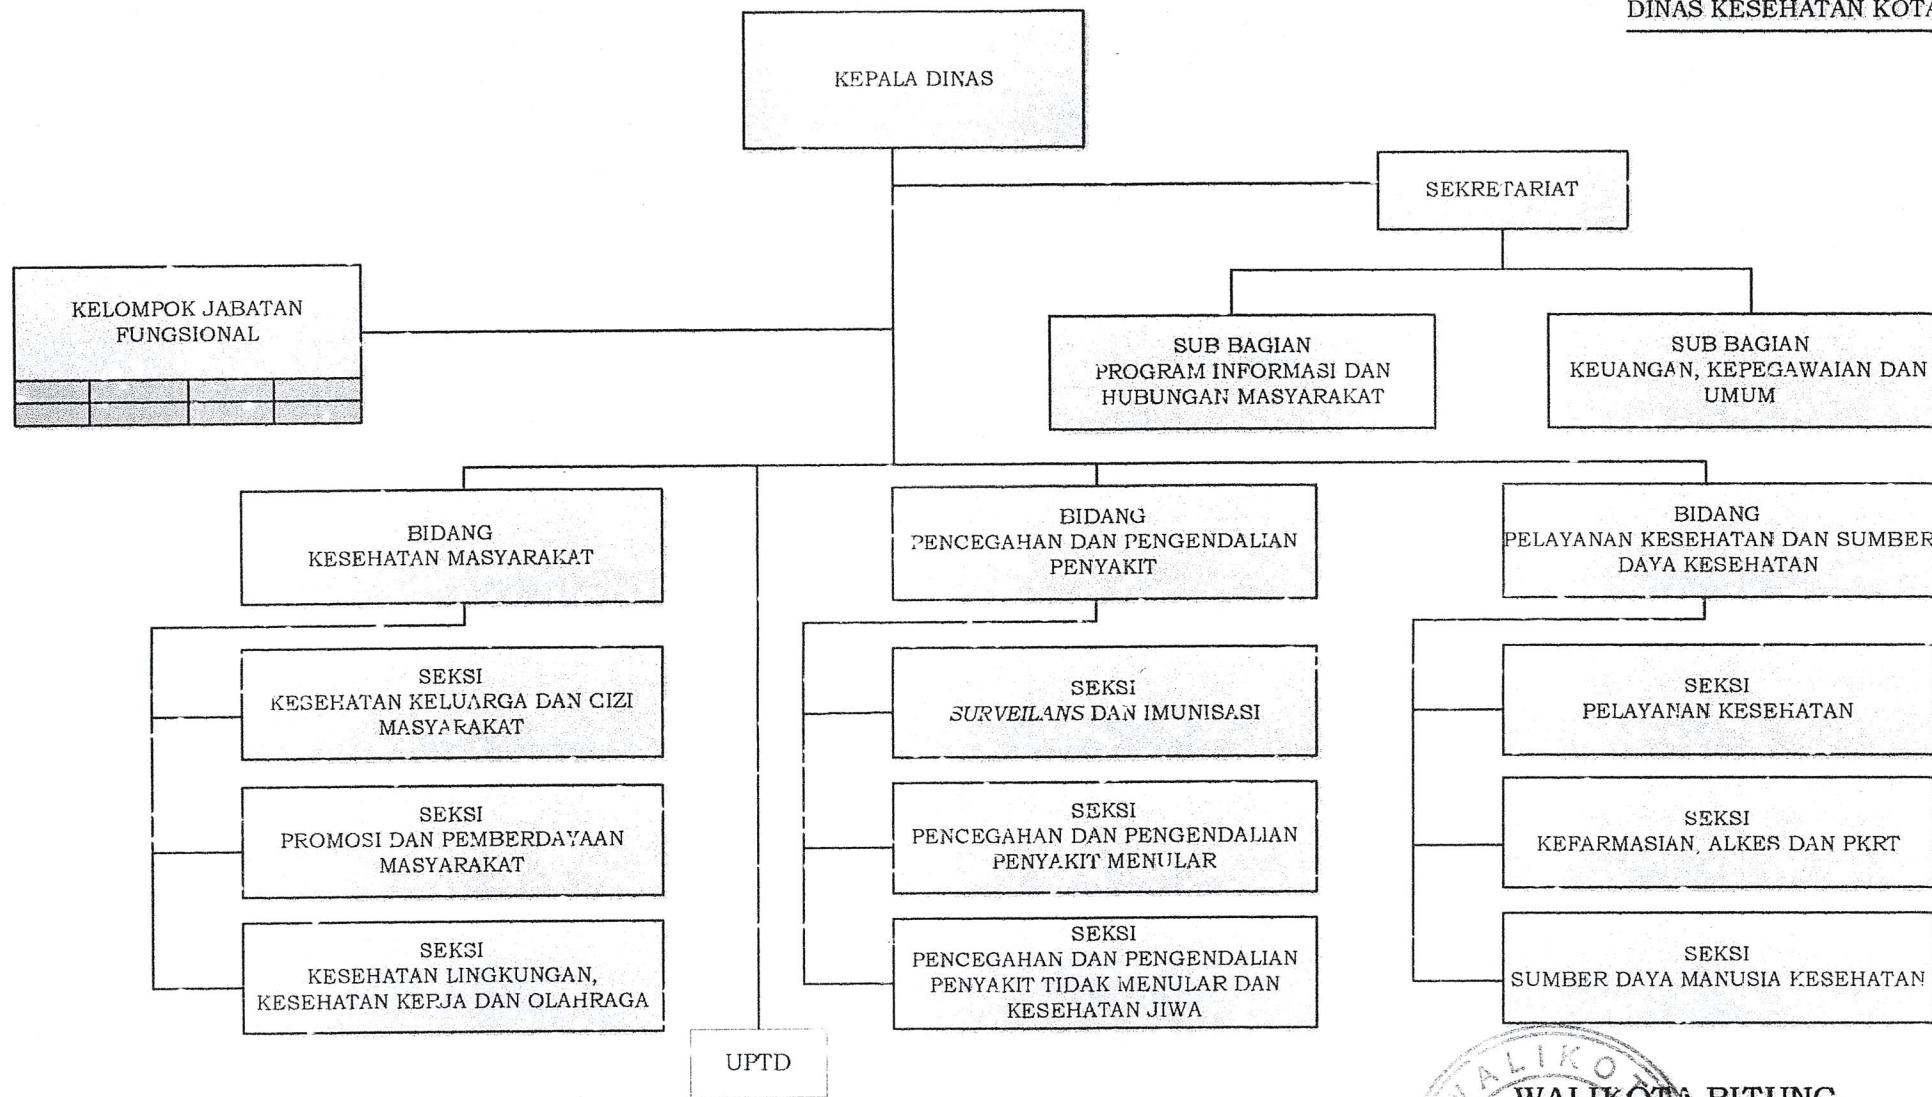 DINAS KESEHATAN KOTA
KEPALA DINAS
SEKRETARIAT
KELOMPOK JABATAN
FUNGSIONAL
SUB BAGIAN
PROGRAM INFORMASI DAN
HUBUNGAN MASYARAKAT
SUB BAGIAN
KEUANGAN, KEPEGAWAIAN DAN
UMUM
BIDANG
KESEHATAN MASYARAKAT
BIDANG
PENCEGAHAN DAN PENGENDALIAN
PENYAKIT
BIDANG
PELAYANAN KESEHATAN DAN SUMBER
DAYA KESEHATAN
SEKSI
KESEHATAN KELUARGA DAN GIZI
MASYARAKAT
SEKSI
SURVEILANS DAN IMUNISASI
SEKSI
PELAYANAN KESEHATAN
SEKSI
PROMOSI DAN PEMBERDAYAAN
MASYARAKAT
SEKSI
PENCEGAHAN DAN PENGENDALIAN
PENYAKIT MENULAR
SEKSI
KEFARMASIAN, ALKES DAN PKRT
SEKSI
KESEHATAN LINGKUNGAN,
KESEHATAN KERJA DAN OLAHRAGA
SEKSI
PENCEGAHAN DAN PENGENDALIAN
PENYAKIT TIDAK MENULAR DAN
KESEHATAN JIWA
SEKSI
SUMBER DAYA MANUSIA KESEHATAN
UPTD
WALIKOT
WALIKOTA BITUNG